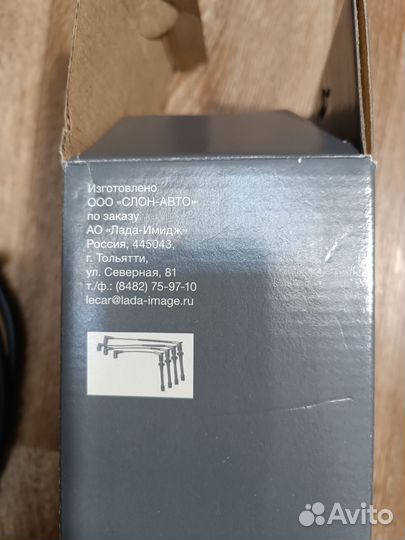 Изготовлено
ООО «СЛОН-АВТО»
по заказу
АО «Лада-Имидж»
Россия, 445043,
г. Тольятти,
ул. Северная, 81
т./ф.: (8482) 75-97-10
lecar@lada-image.ru
Avito